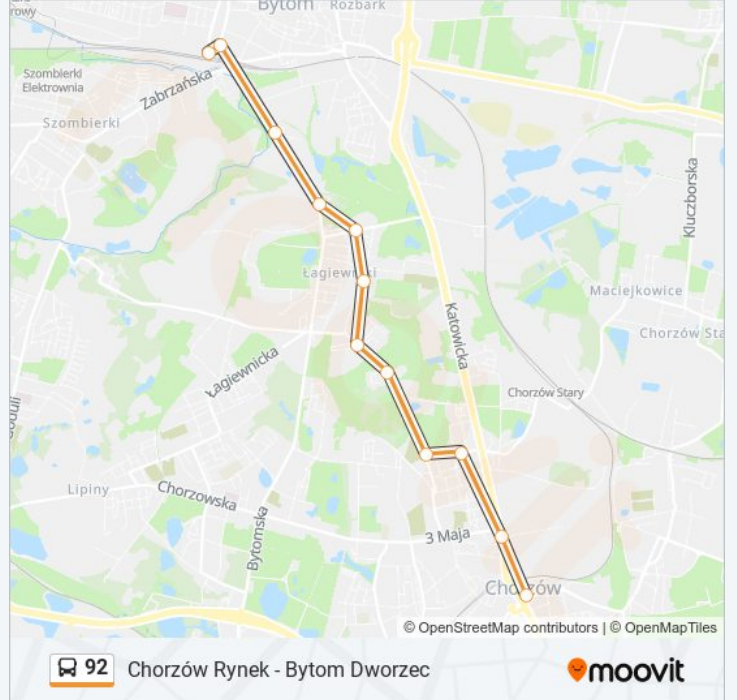 rowy
Bytom
Rozbark
Szombierki
Elektrownia
Zabrzańska
Szombierki
Kluczborska
Łagiewniki
Maciejkowice
Katowicka
Chorzów Sta
Łagiewnicka
Chorzów Stary
Lipiny
Chorzowska
Bytomska
3 Maja
Chorzów
© OpenStreetMap contributors | © OpenMapTiles
92 Chorzów Rynek - Bytom Dworzec
moovit